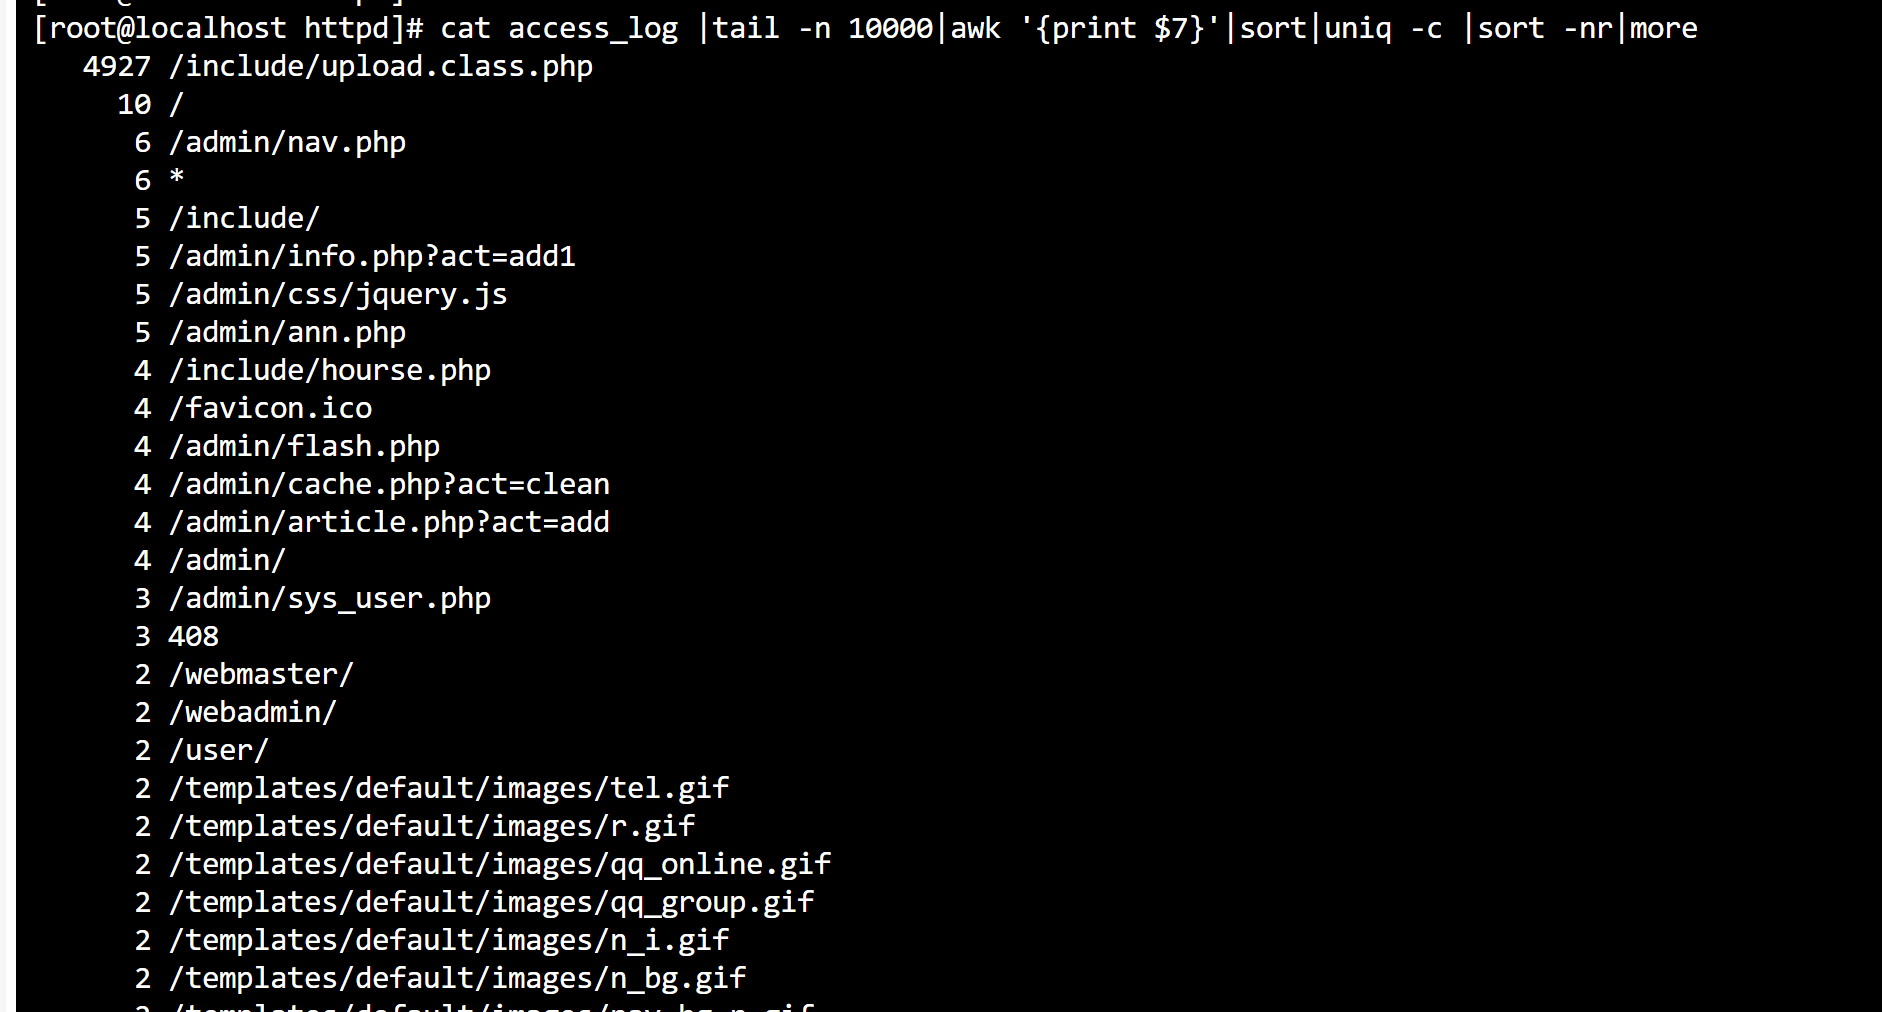 [root@localhost httpd]# cat access_log |tail -n 10000|awk '{print $7}'|sort|uniq -c |sort -nr|more
4927 /include/upload.class.php
10 /
6 /admin/nav.php
6 *
5 /include/
5 /admin/info.php?act=add1
5 /admin/css/jquery.js
5 /admin/ann.php
4 /include/hourse.php
4 /favicon.ico
4 /admin/flash.php
4 /admin/cache.php?act=clean
4 /admin/article.php?act=add
4 /admin/
3 /admin/sys_user.php
3 408
2 /webmaster/
2 /webadmin/
2 /user/
2 /templates/default/images/tel.gif
2 /templates/default/images/r.gif
2 /templates/default/images/qq_online.gif
2 /templates/default/images/qq_group.gif
2 /templates/default/images/n_i.gif
2 /templates/default/images/n_bg.gif